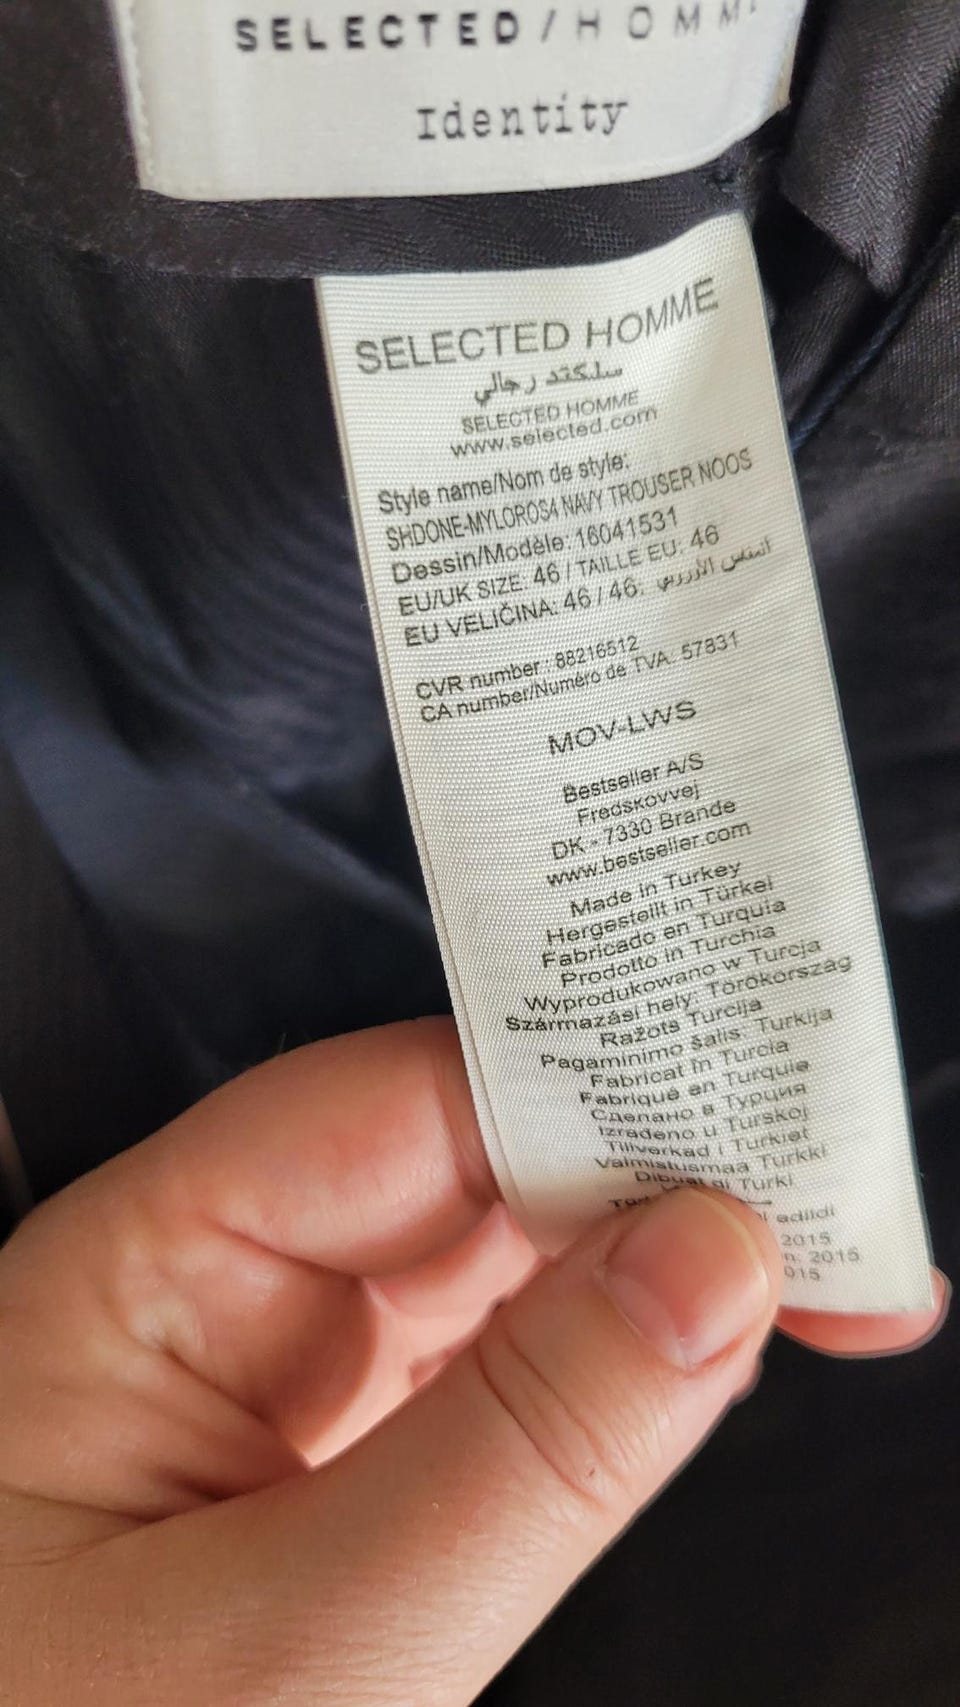 SELECTED/HOMM
Identity
SELECTED HOMME
سلكتد رجالي
SELECTED HOMME
www.selected.com
Style name/Nom de style:
SHDONE-MYLOROS4 NAVY TROUSER NOOS
Dessin/Modèle: 16041531
EU/UK SIZE: 46 / TAILLE EU: 46
EU VELIČINA: 46 / 46:
CVR number : 88216512
CA number/Numéro de TVA: 57831
MOV-LWS
Bestseller A/S
Fredskovvej
DK - 7330 Brande
www.bestseller.com
Made in Turkey
Hergestellt in Türkei
Fabricado en Turquia
Prodotto in Turchia
Wyprodukowano w Turcja
Származási hely: Törökország
Ražots Turcija
Pagaminimo šalis: Turkija
Fabricat în Turcia
Fabriqué en Turquie
Сделано в Турция
Izradeno u Turskoj
Tillverkad i Turkiet
Valmistusmaa Turkki
Dibuat di Turki
edildi
2015
n: 2015
015